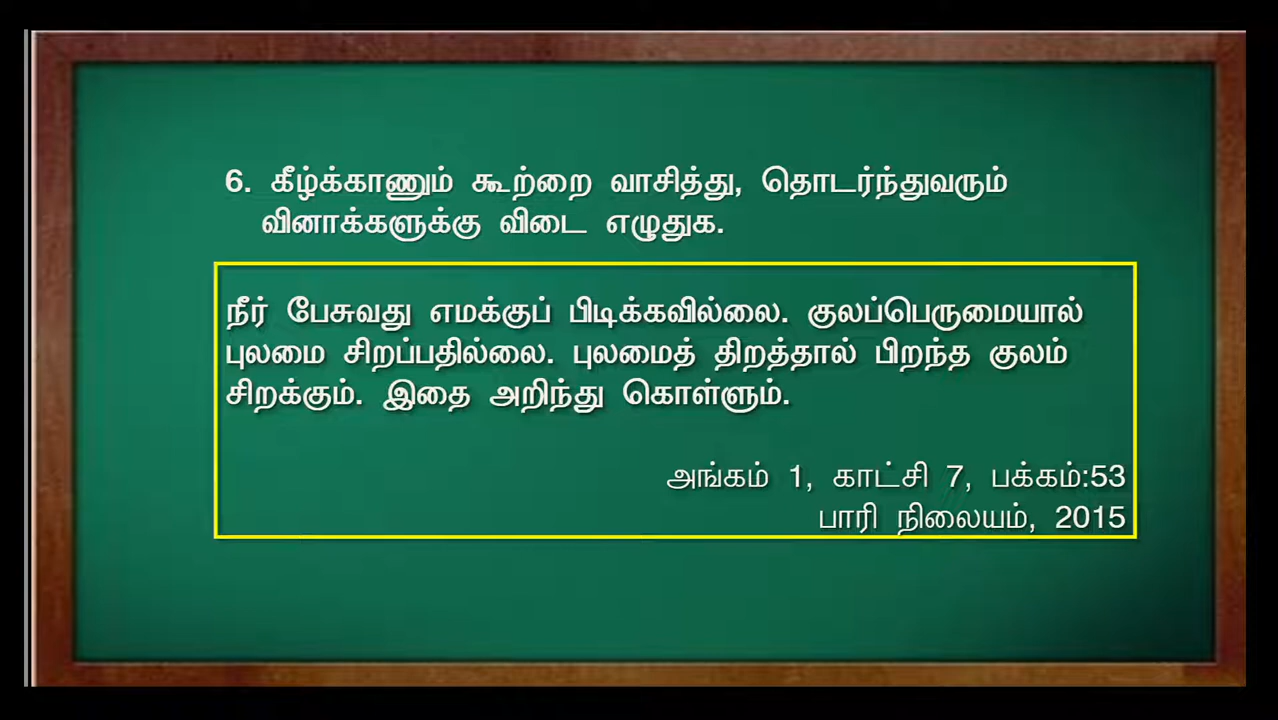 6. கீழ்க்காணும் கூற்றை வாசித்து, தொடர்ந்துவரும்
வினாக்களுக்கு விடை எழுதுக.
நீர் பேசுவது எமக்குப் பிடிக்கவில்லை. குலப்பெருமையால்
புலமை சிறப்பதில்லை. புலமைத் திறத்தால் பிறந்த குலம்
சிறக்கும். இதை அறிந்து கொள்ளும்.
அங்கம் 1, காட்சி 7, பக்கம்:53
பாரி நிலையம், 2015